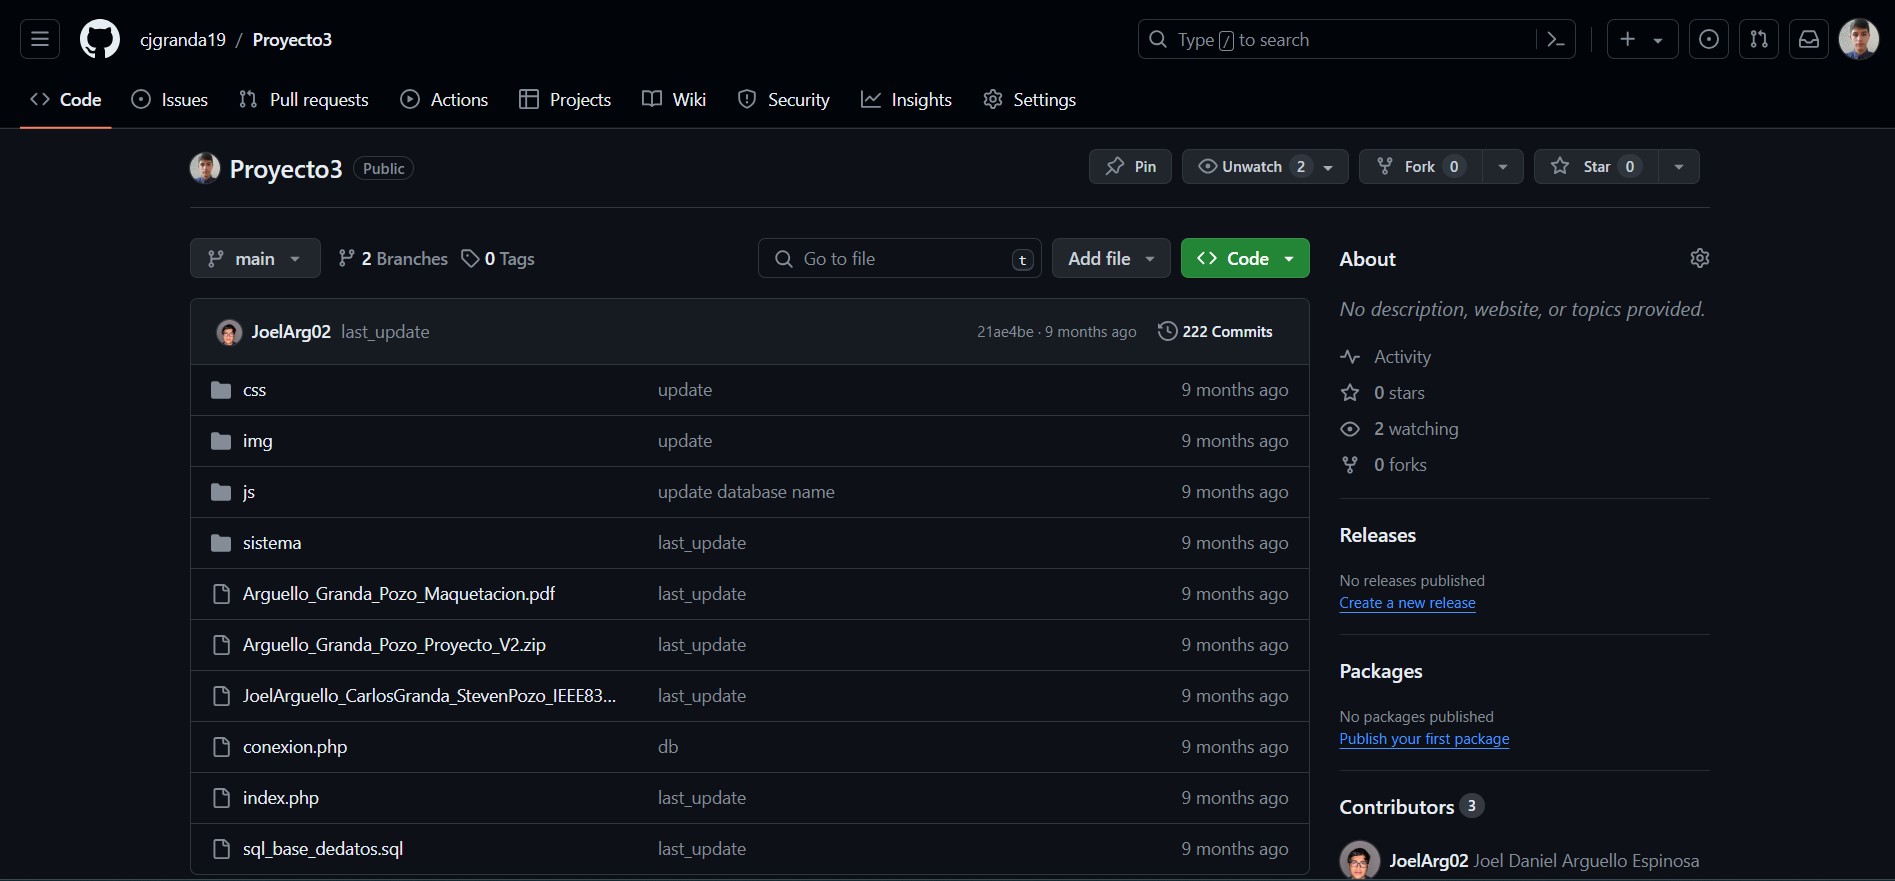 cjgranda19 / Proyecto3
Type / to search
Code Issues Pull requests Actions Projects Wiki Security Insights Settings
Proyecto3 Public
Pin Unwatch 2 Fork 0 Star 0
main 2 Branches 0 Tags Go to file t Add file Code
JoelArg02 last_update 21ae4be · 9 months ago 222 Commits
css update 9 months ago
img update 9 months ago
js update database name 9 months ago
sistema last_update 9 months ago
Arguello_Granda_Pozo_Maquetacion.pdf last_update 9 months ago
Arguello_Granda_Pozo_Proyecto_V2.zip last_update 9 months ago
JoelArguello_CarlosGranda_StevenPozo_IEEE83... last_update 9 months ago
conexion.php db 9 months ago
index.php last_update 9 months ago
sql_base_dedatos.sql last_update 9 months ago
About
No description, website, or topics provided.
Activity
0 stars
2 watching
0 forks
Releases
No releases published
Create a new release
Packages
No packages published
Publish your first package
Contributors 3
JoelArg02 Joel Daniel Arguello Espinosa